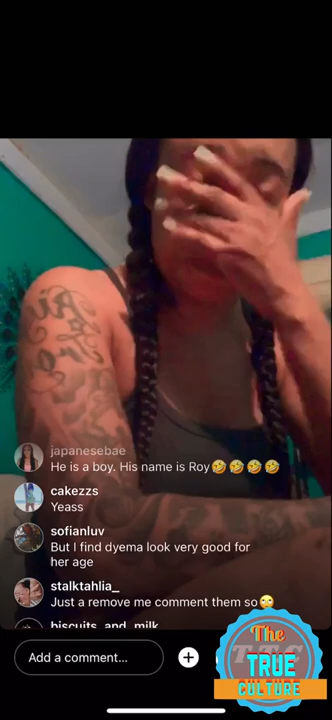 japanesebae
He is a boy. His name is Roy🤣🤣🤣🤣
cakezzs
Yeass
sofianluv
But I find dyema look very good for
her age
stalktahlia_
Just a remove me comment them so🙄
biscuits_and_milk
Add a comment...
The
TTC
TRUE
CULTURE